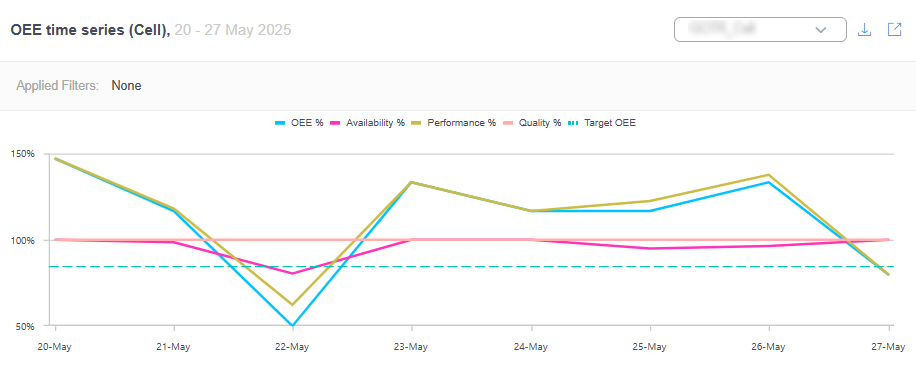 OEE time series (Cell), 20 - 27 May 2025
Applied Filters: None
OEE % Availability % Performance % Quality % Target OEE
150%
100%
50%
20-May 21-May 22-May 23-May 24-May 25-May 26-May 27-May